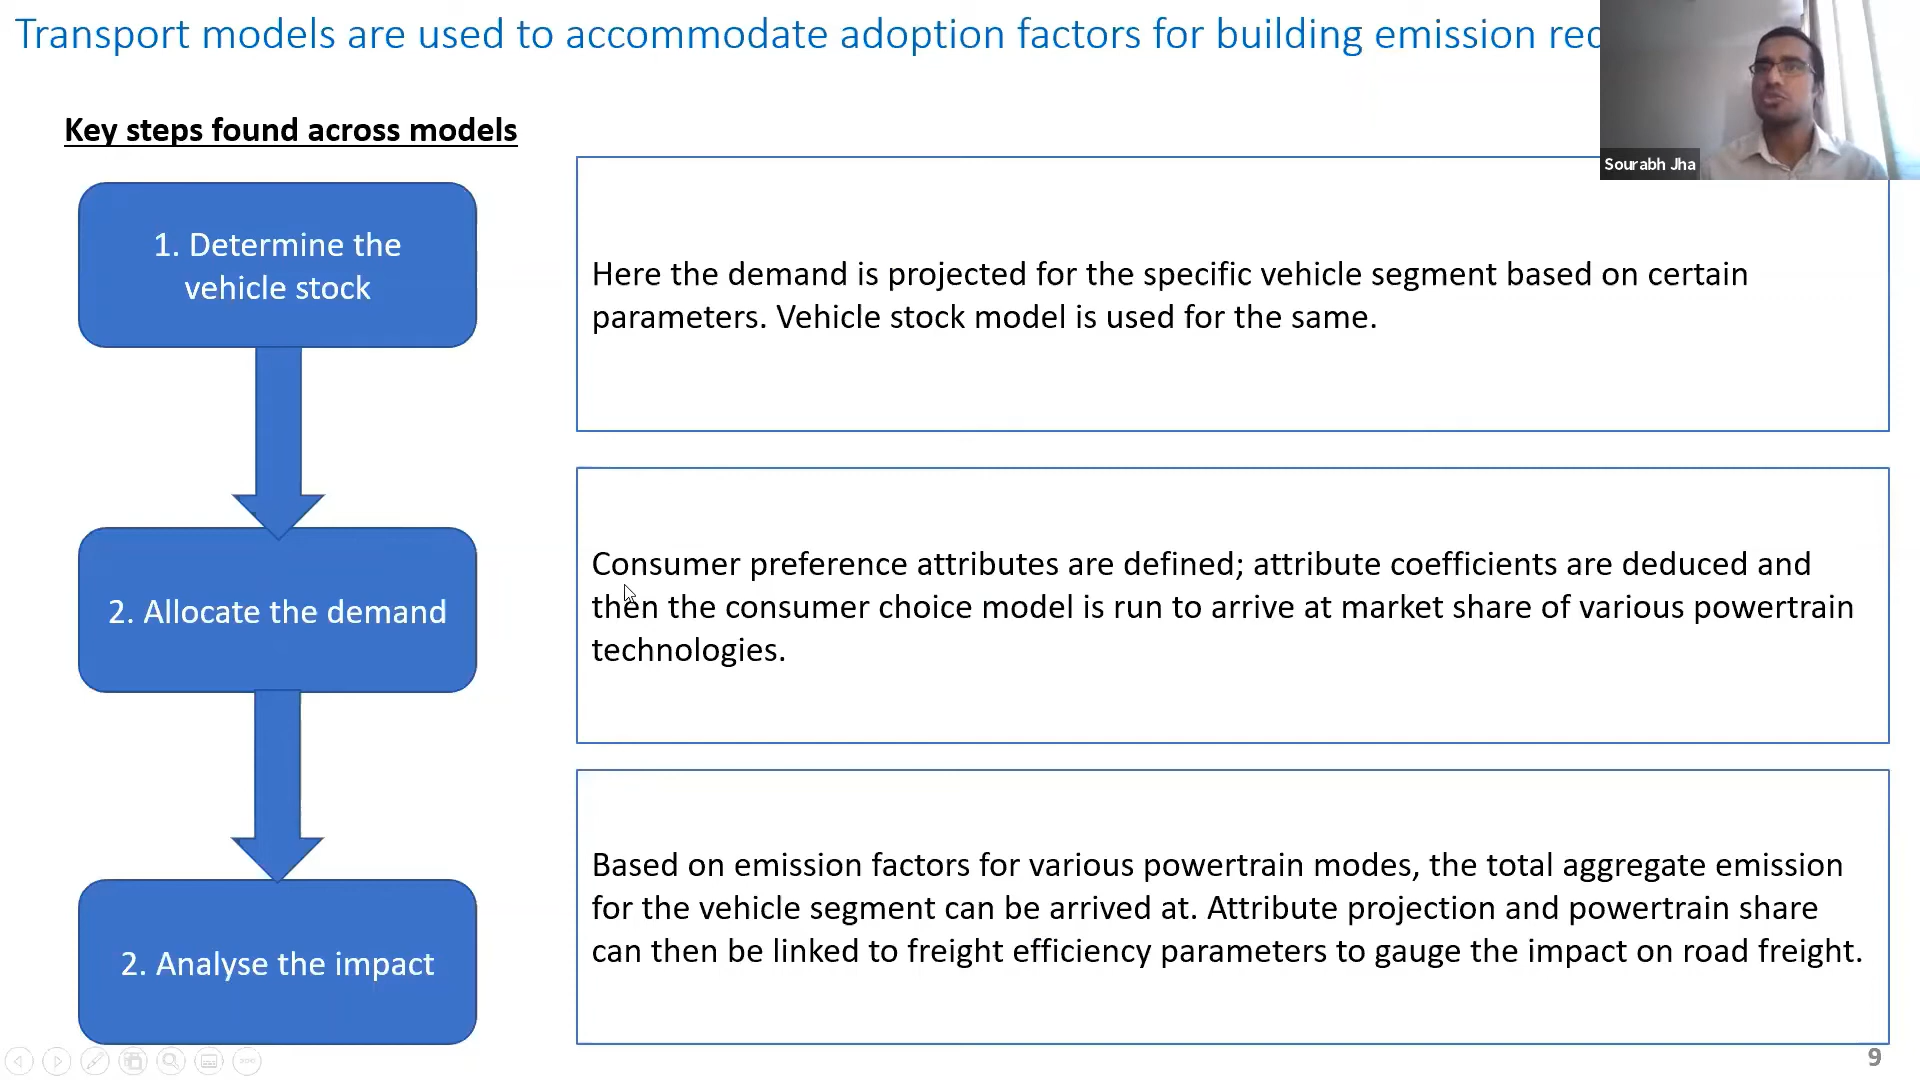 Transport models are used to accommodate adoption factors for building emission
Sourabh Jha
Key steps found across models
1. Determine the
vehicle stock
Here the demand is projected for the specific vehicle segment based on certain
parameters. Vehicle stock model is used for the same.
2. Allocate the demand
Consumer preference attributes are defined; attribute coefficients are deduced and
then the consumer choice model is run to arrive at market share of various powertrain
technologies.
2. Analyse the impact
Based on emission factors for various powertrain modes, the total aggregate emission
for the vehicle segment can be arrived at. Attribute projection and powertrain share
can then be linked to freight efficiency parameters to gauge the impact on road freight.
9